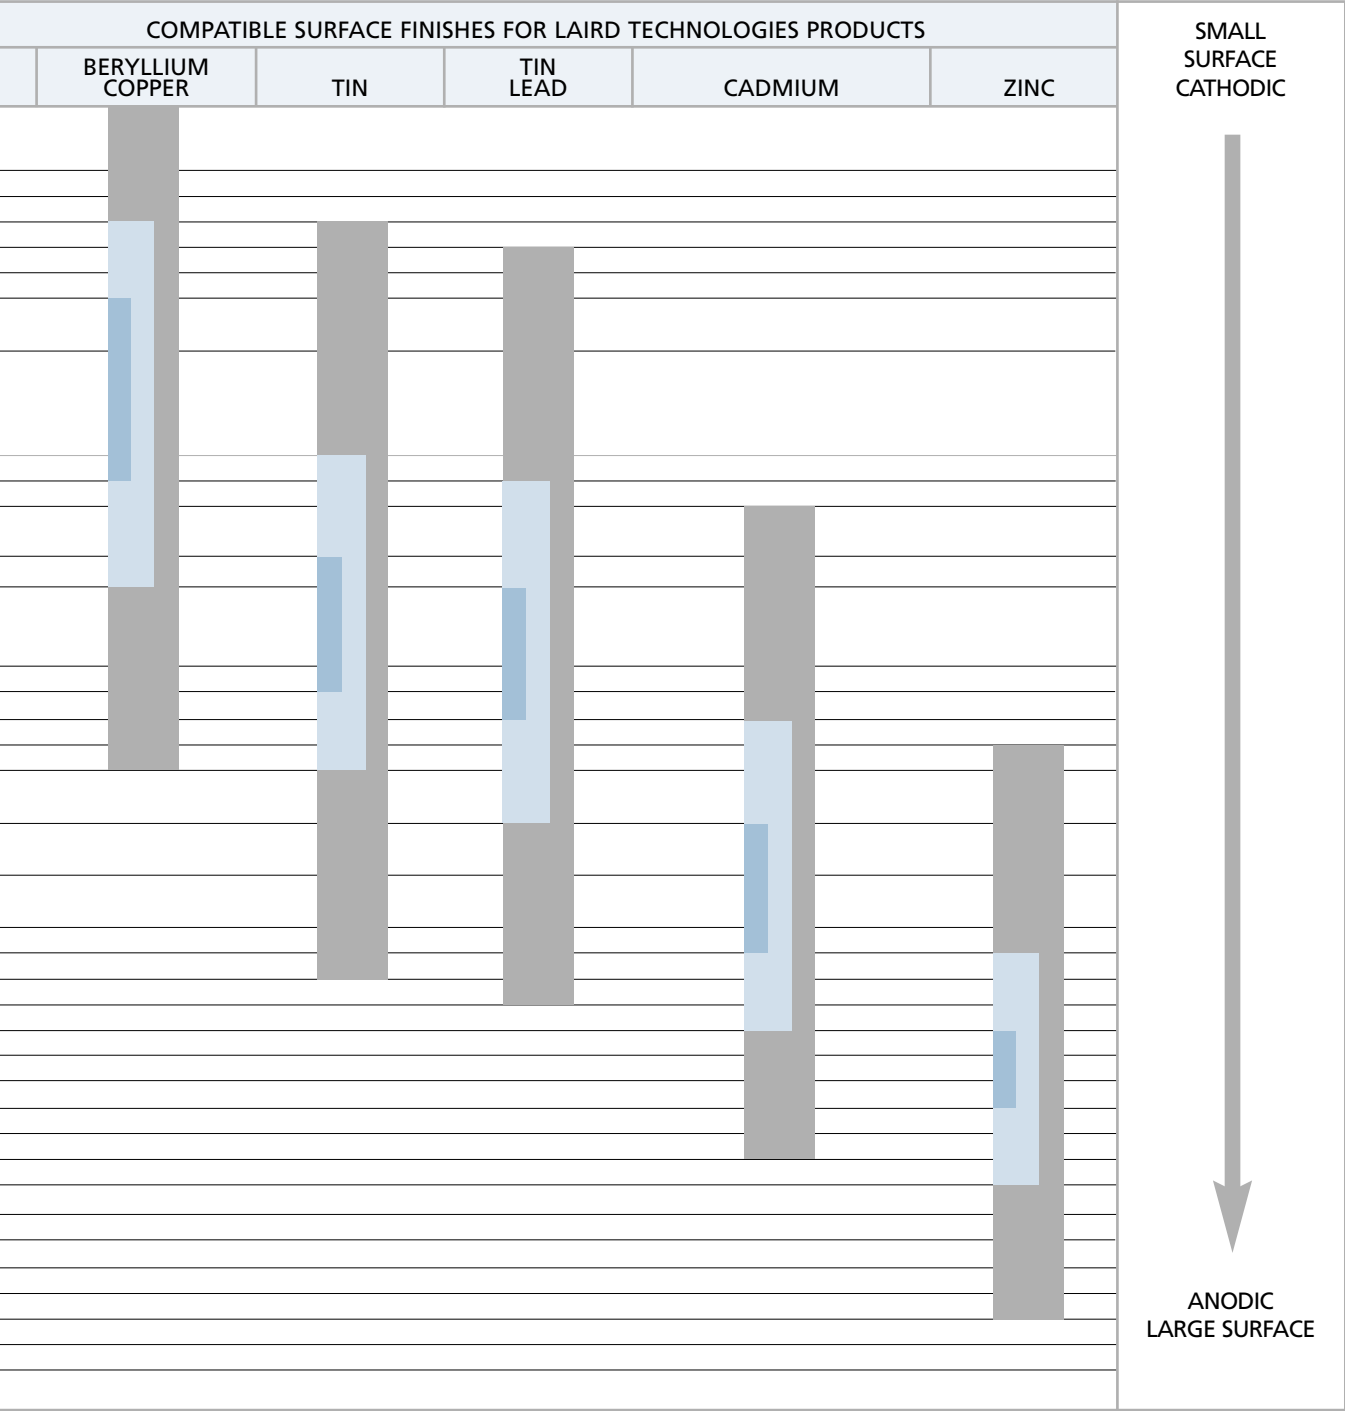 COMPATIBLE SURFACE FINISHES FOR LAIRD TECHNOLOGIES PRODUCTS
BERYLLIUM
COPPER
TIN
TIN
LEAD
CADMIUM
ZINC
SMALL
SURFACE
CATHODIC
ANODIC
LARGE SURFACE